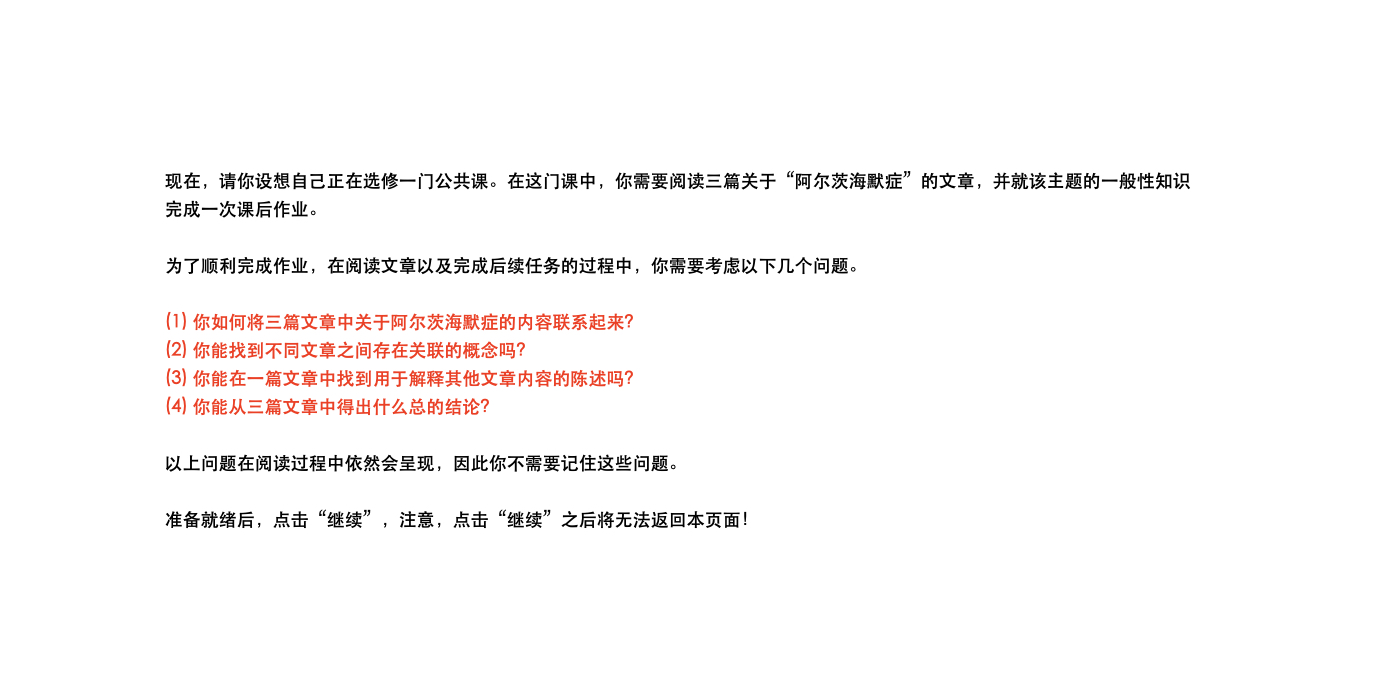 现在，请你设想自己正在选修一门公共课。在这门课中，你需要阅读三篇关于“阿尔茨海默症”的文章，并就该主题的一般性知识
完成一次课后作业。
为了顺利完成作业，在阅读文章以及完成后续任务的过程中，你需要考虑以下几个问题。
(1) 你如何将三篇文章中关于阿尔茨海默症的内容联系起来?
(2) 你能找到不同文章之间存在关联的概念吗?
(3) 你能在一篇文章中找到用于解释其他文章内容的陈述吗?
(4) 你能从三篇文章中得出什么总的结论?
以上问题在阅读过程中依然会呈现，因此你不需要记住这些问题。
准备就绪后，点击“继续”，注意，点击“继续”之后将无法返回本页面!